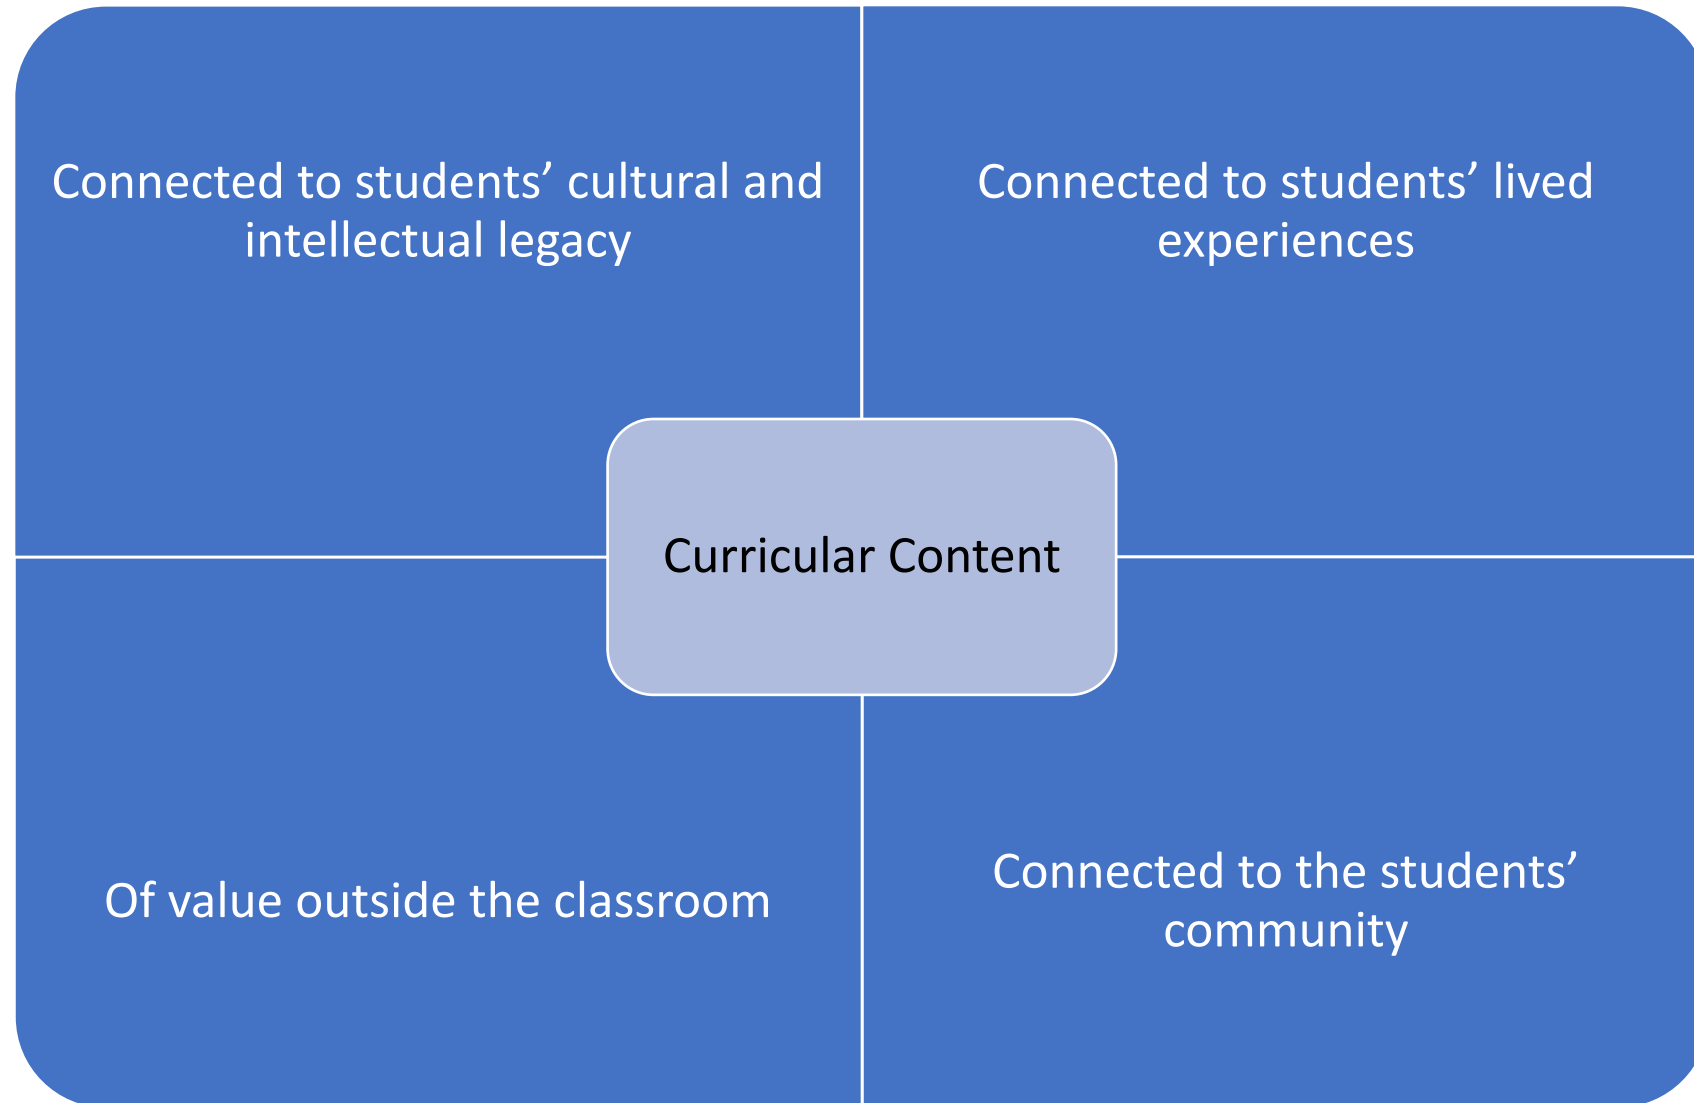 Connected to students’ cultural and
intellectual legacy
Connected to students’ lived
experiences
Curricular Content
Of value outside the classroom
Connected to the students’
community